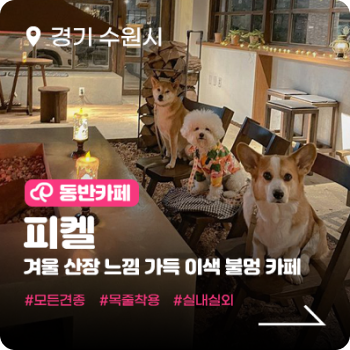 경기 수원시
동반카페
피켈
겨울 산장 느낌 가득 이색 불멍 카페
#모든견종 #목줄착용 #실내실외